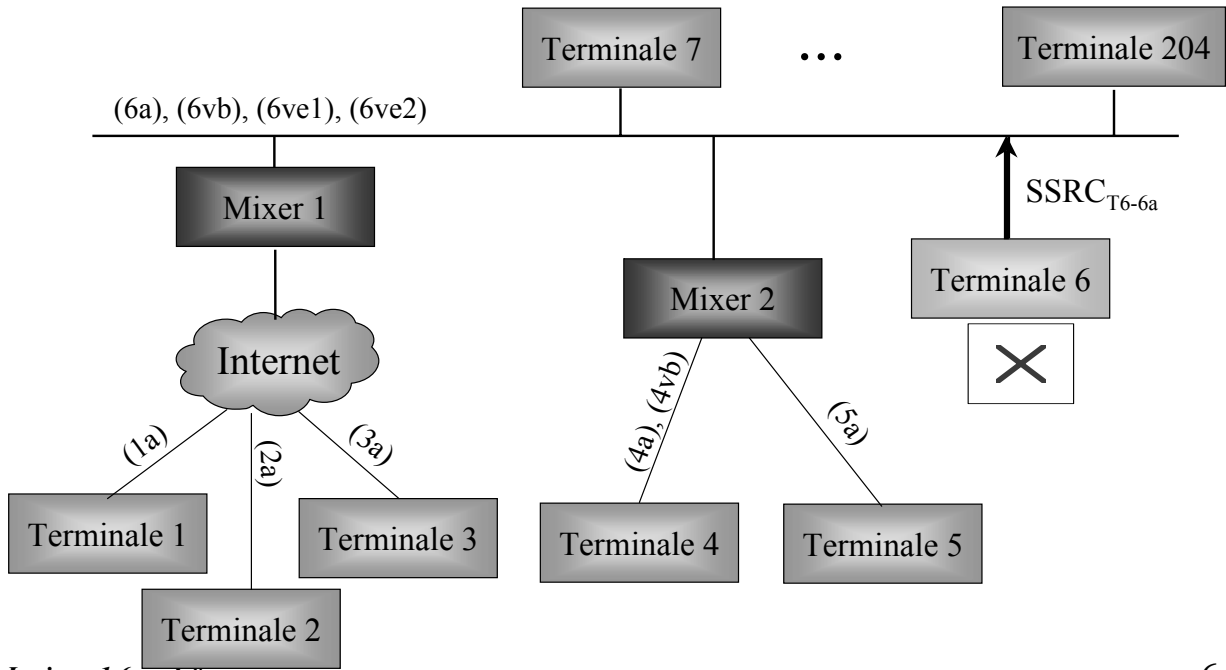 Terminale 7
...
Terminale 204
(6a), (6vb), (6ve1), (6ve2)
Mixer 1
SSRC_T6-6a
Mixer 2
Terminale 6
Internet
(1a)
(2a)
(3a)
(4a), (4vb)
(5a)
Terminale 1
Terminale 3
Terminale 4
Terminale 5
Terminale 2